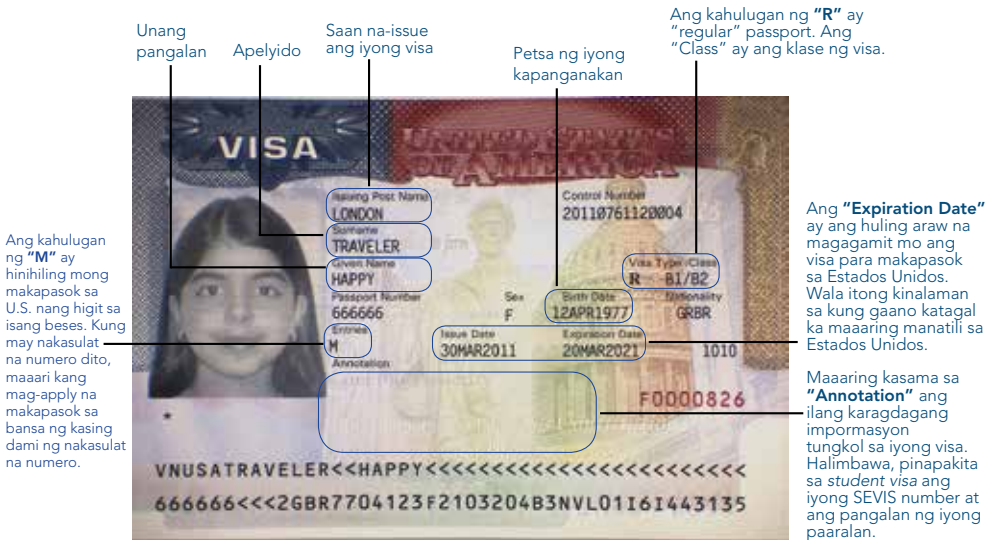 Unang
pangalan
Apelyido
Saan na-issue
ang iyong visa
Petsa ng iyong
kapanganakan
Ang kahulugan ng “R” ay
“regular” passport. Ang
“Class” ay ang klase ng visa.
VISA
UNITED STATES
OF AMERICA
Issuing Post Name
LONDON
Control Number
20110761120004
Surname
TRAVELER
Given Name
HAPPY
Visa Type /Class
R B1/B2
Passport Number
666666
Sex
F
Birth Date
12APR1977
Nationality
GRBR
Entries
M
Issue Date
30MAR2011
Expiration Date
20MAR2021
1010
Annotation
F0000826
*
VNUSATRAVELER<<HAPPY<<<<<<<<<<<<<<<<<<<<<<<<
666666<<<2GBR7704123F2103204B3NVL01I6I443135
Ang kahulugan
ng “M” ay
hinihiling mong
makapasok sa
U.S. nang higit sa
isang beses. Kung
may nakasulat
na numero dito,
maaari kang
mag-apply na
makapasok sa
bansa ng kasing
dami ng nakasulat
na numero.
Ang “Expiration Date”
ay ang huling araw na
magagamit mo ang
visa para makapasok
sa Estados Unidos.
Wala itong kinalaman
sa kung gaano katagal
ka maaaring manatili sa
Estados Unidos.
Maaaring kasama sa
“Annotation” ang
ilang karagdagang
impormasyon
tungkol sa iyong visa.
Halimbawa, pinapakita
sa student visa ang
iyong SEVIS number at
ang pangalan ng iyong
paaralan.